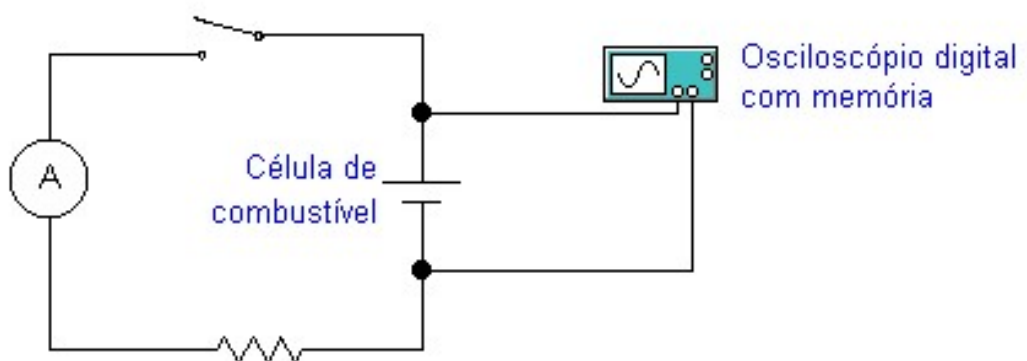 Osciloscópio digital
com memória
A
Célula de
combustível